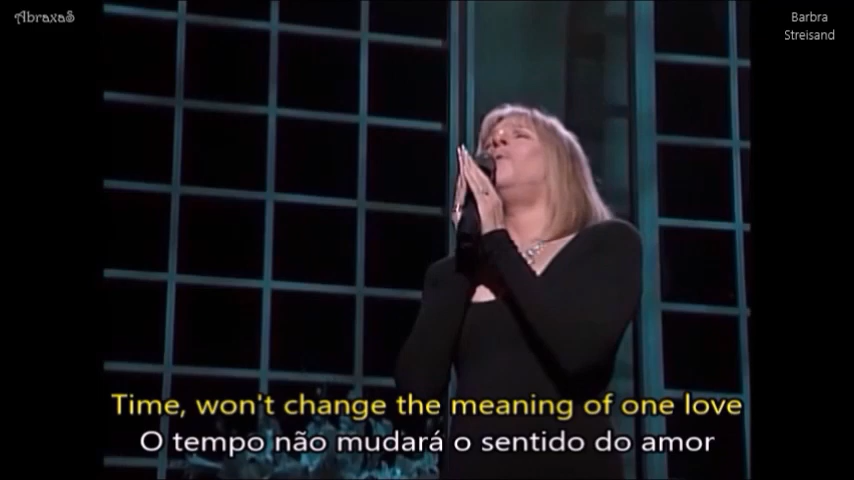 AbraxaS
Barbra
Streisand
Time, won't change the meaning of one love
O tempo não mudará o sentido do amor